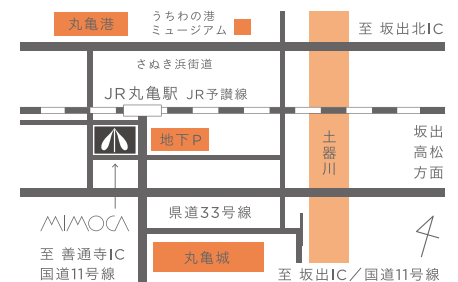 丸亀港
うちわの港
ミュージアム
至 坂出北IC
さぬき浜街道
JR丸亀駅 JR予讃線
地下P
土器川
坂出
高松
方面
県道33号線
MIMOCA
至 善通寺IC
国道11号線
丸亀城
至 坂出IC／国道11号線